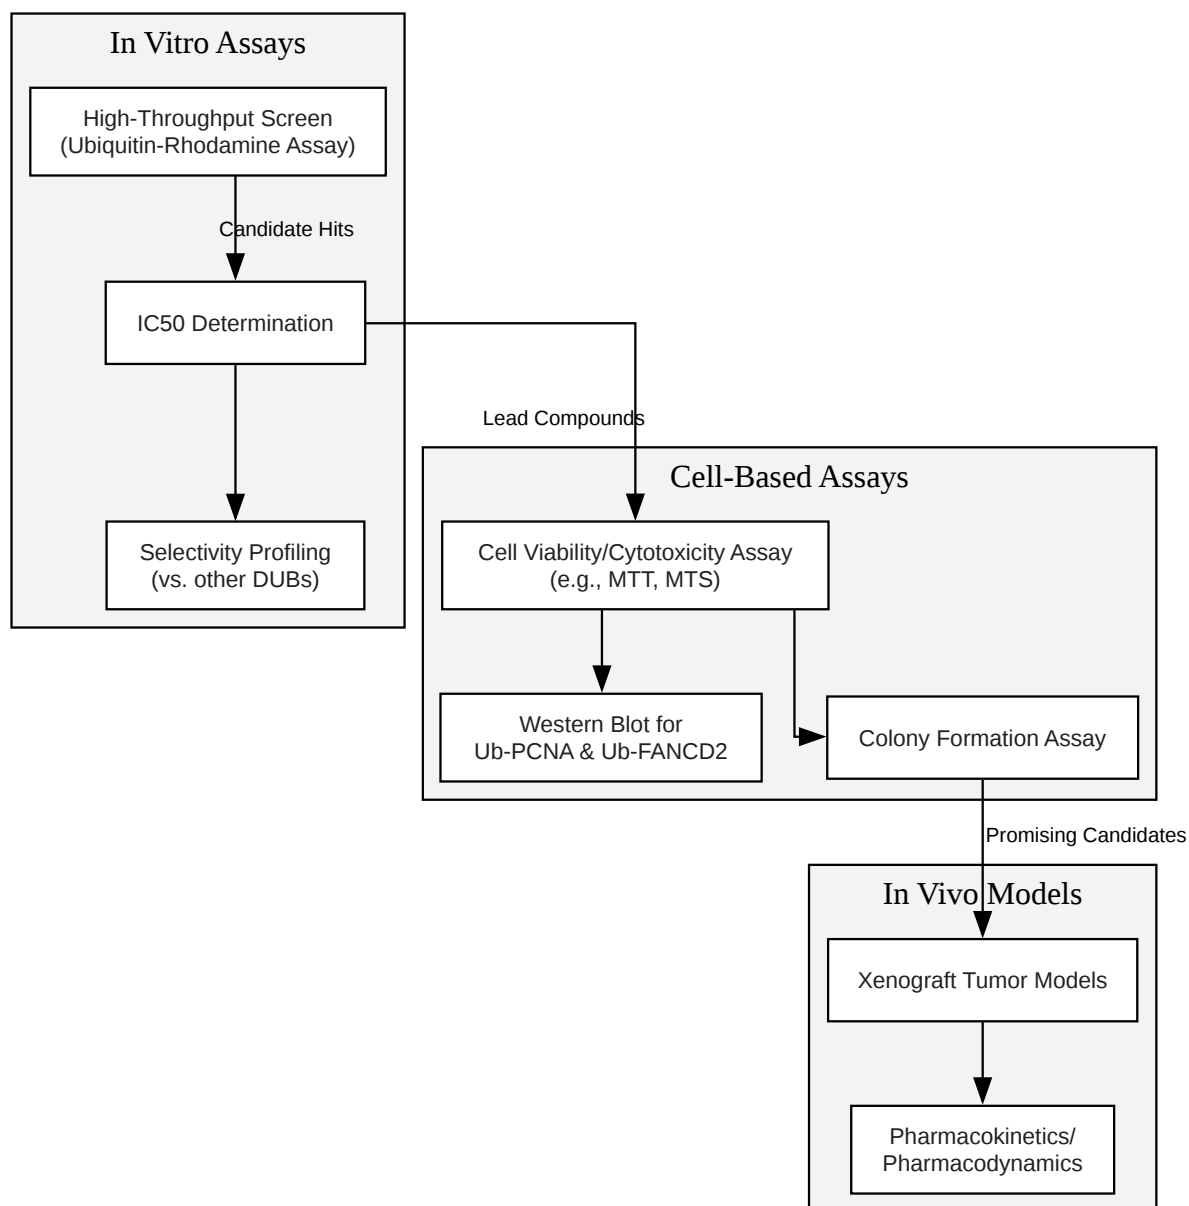 In Vitro Assays
High-Throughput Screen
(Ubiquitin-Rhodamine Assay)
Candidate Hits
IC50 Determination
Lead Compounds
Selectivity Profiling
(vs. other DUBs)
Cell-Based Assays
Cell Viability/Cytotoxicity Assay
(e.g., MTT, MTS)
Western Blot for
Ub-PCNA & Ub-FANCD2
Colony Formation Assay
Promising Candidates
In Vivo Models
Xenograft Tumor Models
Pharmacokinetics/
Pharmacodynamics